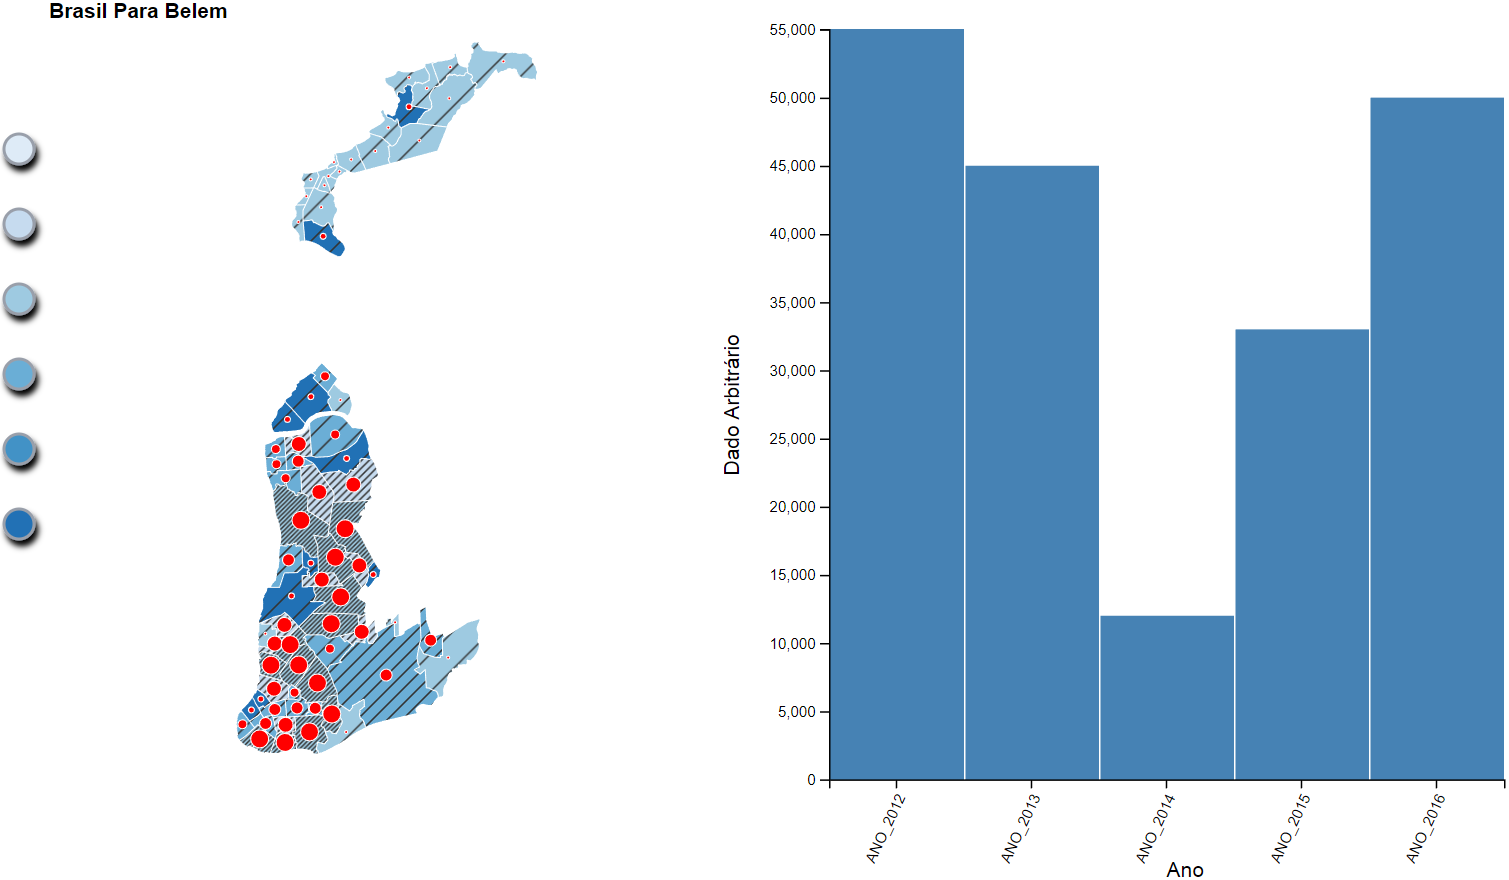 Brasil Para Belem
55,000
50,000
45,000
40,000
35,000
30,000
25,000
20,000
15,000
10,000
5,000
0
Dado Arbitrário
ANO_2012
ANO_2013
ANO_2014
ANO_2015
ANO_2016
Ano